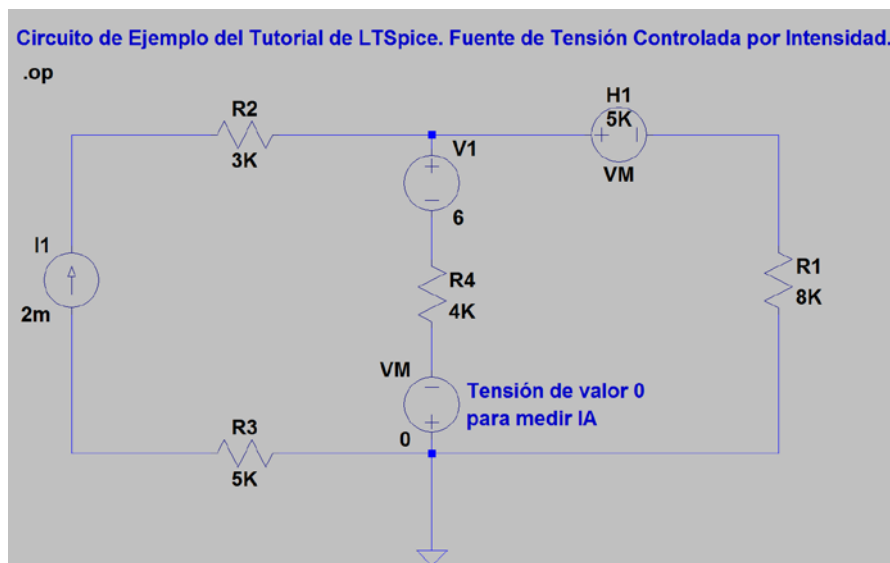 Circuito de Ejemplo del Tutorial de LTSpice. Fuente de Tensión Controlada por Intensidad.
.op
R2
3K
H1
5K
VM
V1
6
I1
2m
R4
4K
R1
8K
VM
0
Tensión de valor 0
para medir IA
R3
5K